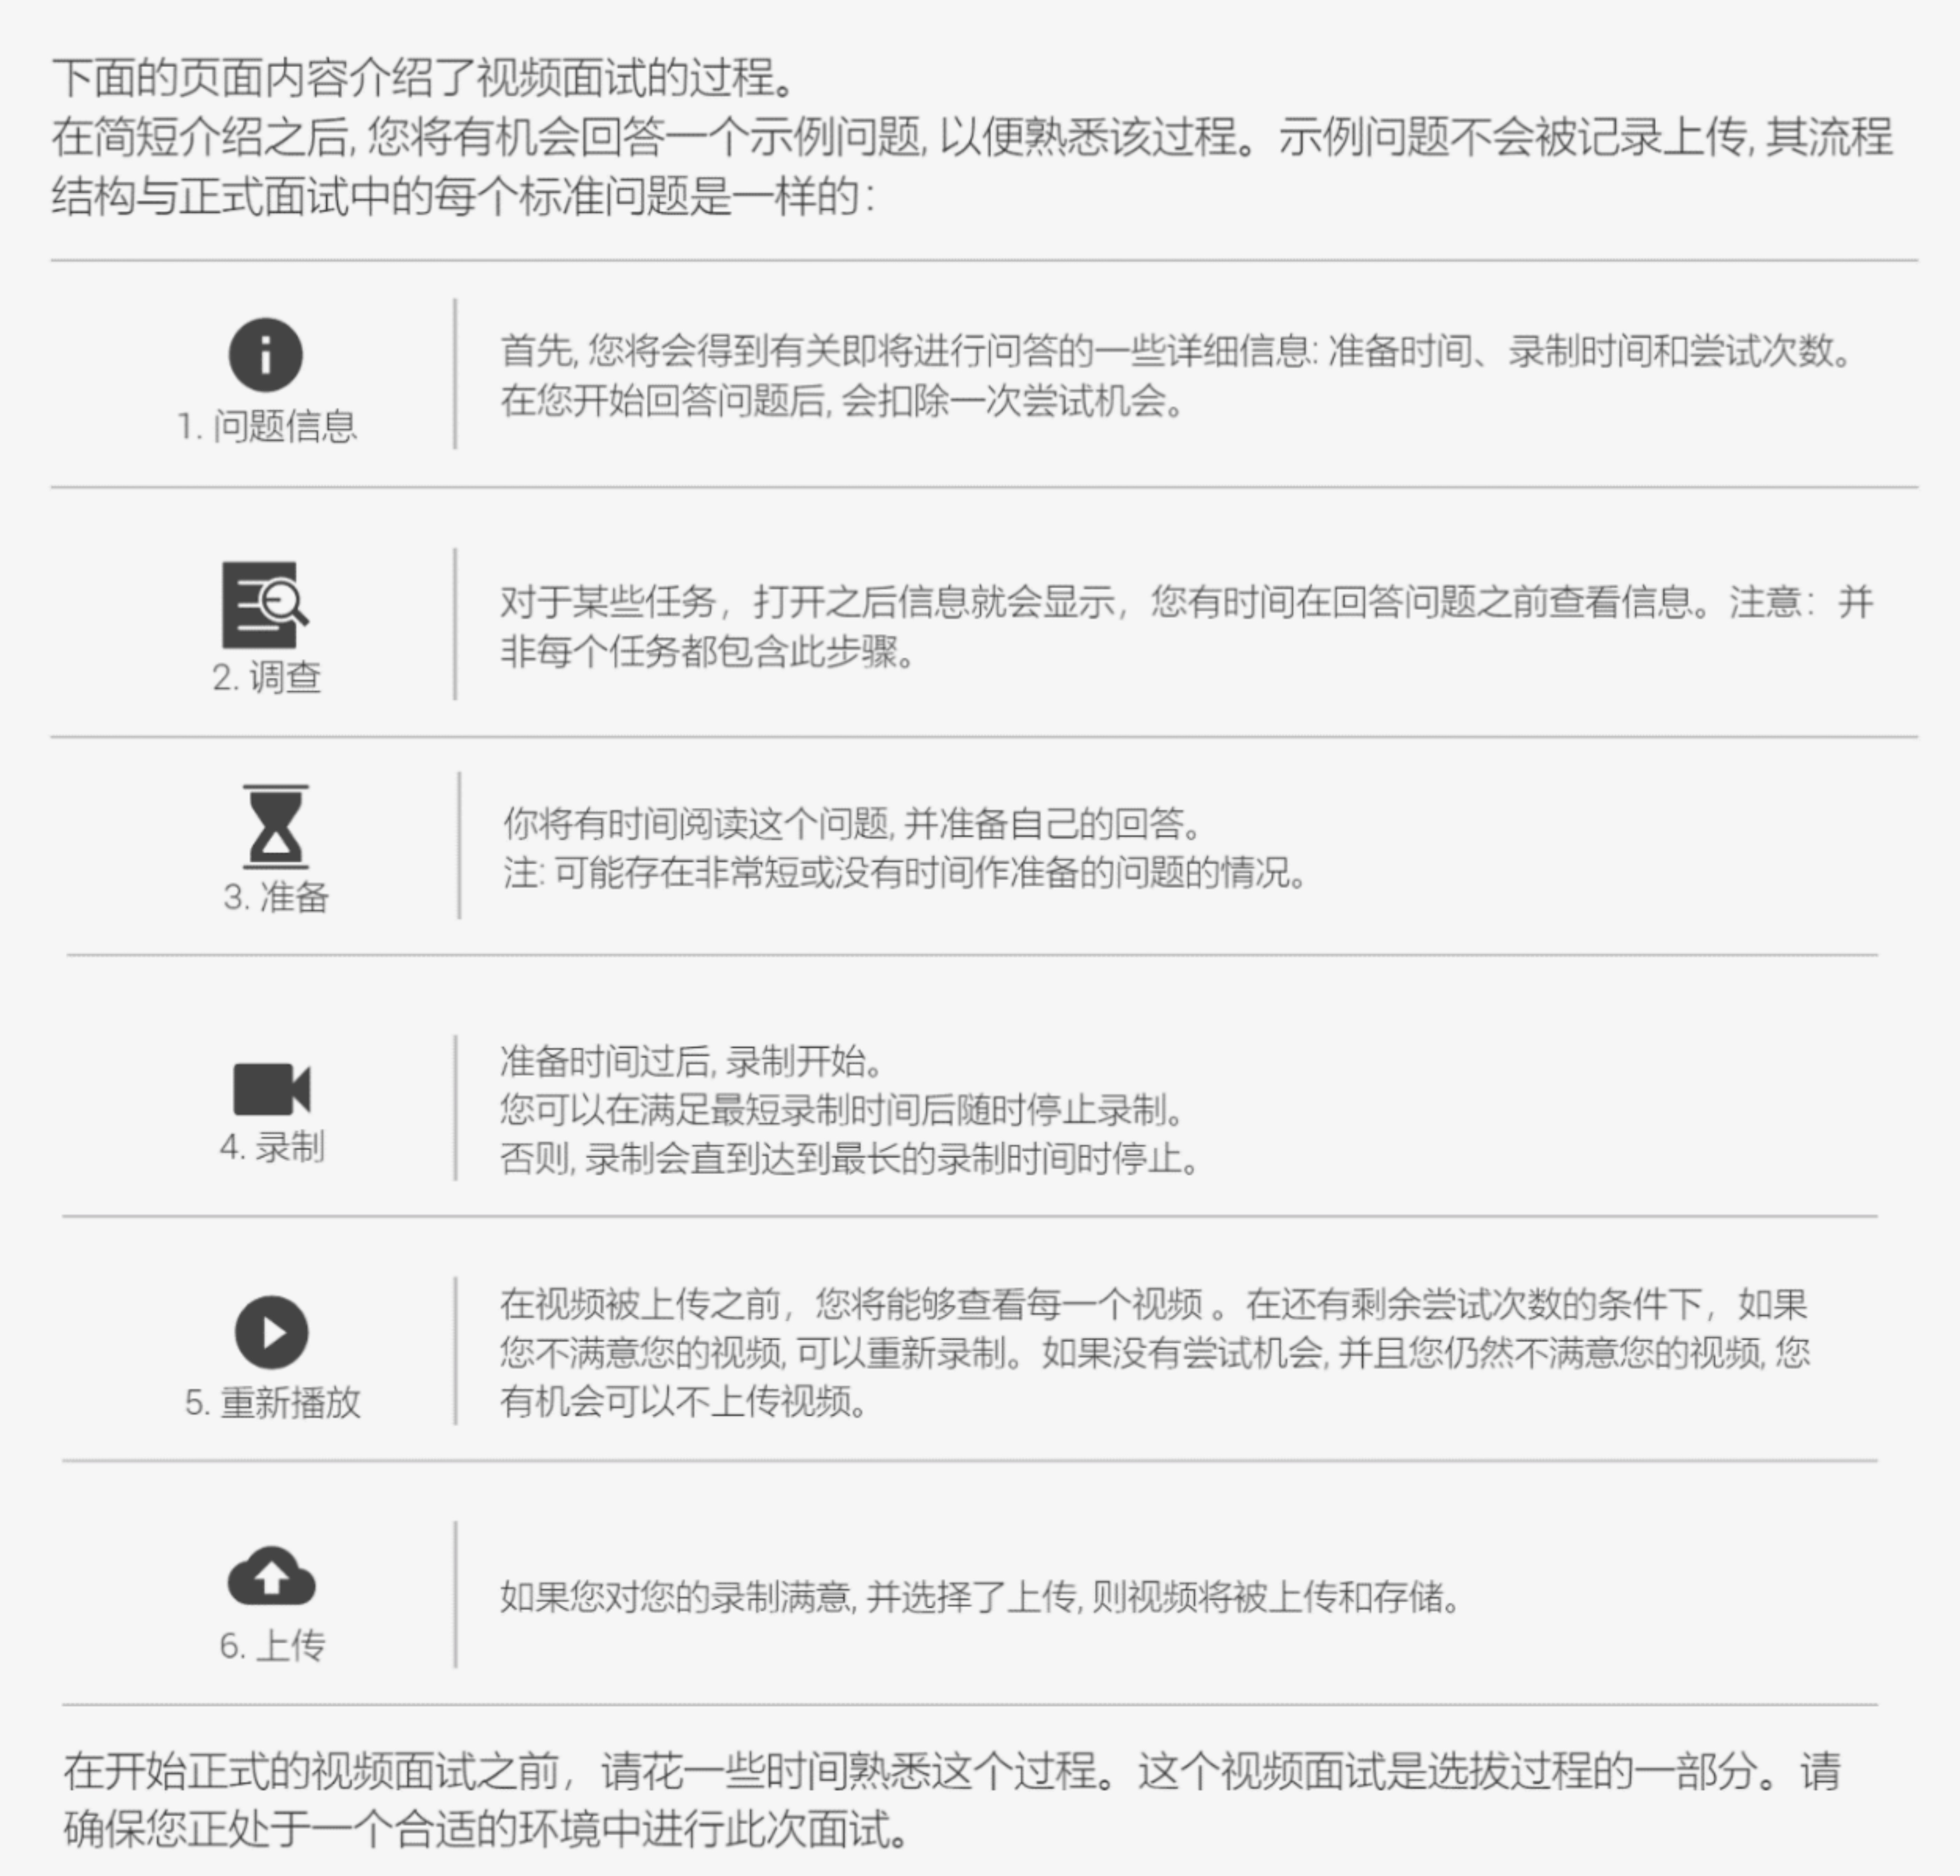 下面的页面内容介绍了视频面试的过程。
在简短介绍之后, 您将有机会回答一个示例问题, 以便熟悉该过程。示例问题不会被记录上传, 其流程
结构与正式面试中的每个标准问题是一样的：
首先, 您将会得到有关即将进行问答的一些详细信息: 准备时间、录制时间和尝试次数。
在您开始回答问题后, 会扣除一次尝试机会。
1. 问题信息
对于某些任务，打开之后信息就会显示，您有时间在回答问题之前查看信息。注意：并
非每个任务都包含此步骤。
2. 调查
你将有时间阅读这个问题, 并准备自己的回答。
注: 可能存在非常短或没有时间作准备的问题的情况。
3. 准备
准备时间过后, 录制开始。
您可以在满足最短录制时间后随时停止录制。
否则, 录制会直到达到最长的录制时间时停止。
4. 录制
在视频被上传之前，您将能够查看每一个视频 。在还有剩余尝试次数的条件下，如果
您不满意您的视频, 可以重新录制。如果没有尝试机会, 并且您仍然不满意您的视频, 您
有机会可以不上传视频。
5. 重新播放
如果您对您的录制满意, 并选择了上传, 则视频将被上传和存储。
6. 上传
在开始正式的视频面试之前，请花一些时间熟悉这个过程。这个视频面试是选拔过程的一部分。请
确保您正处于一个合适的环境中进行此次面试。